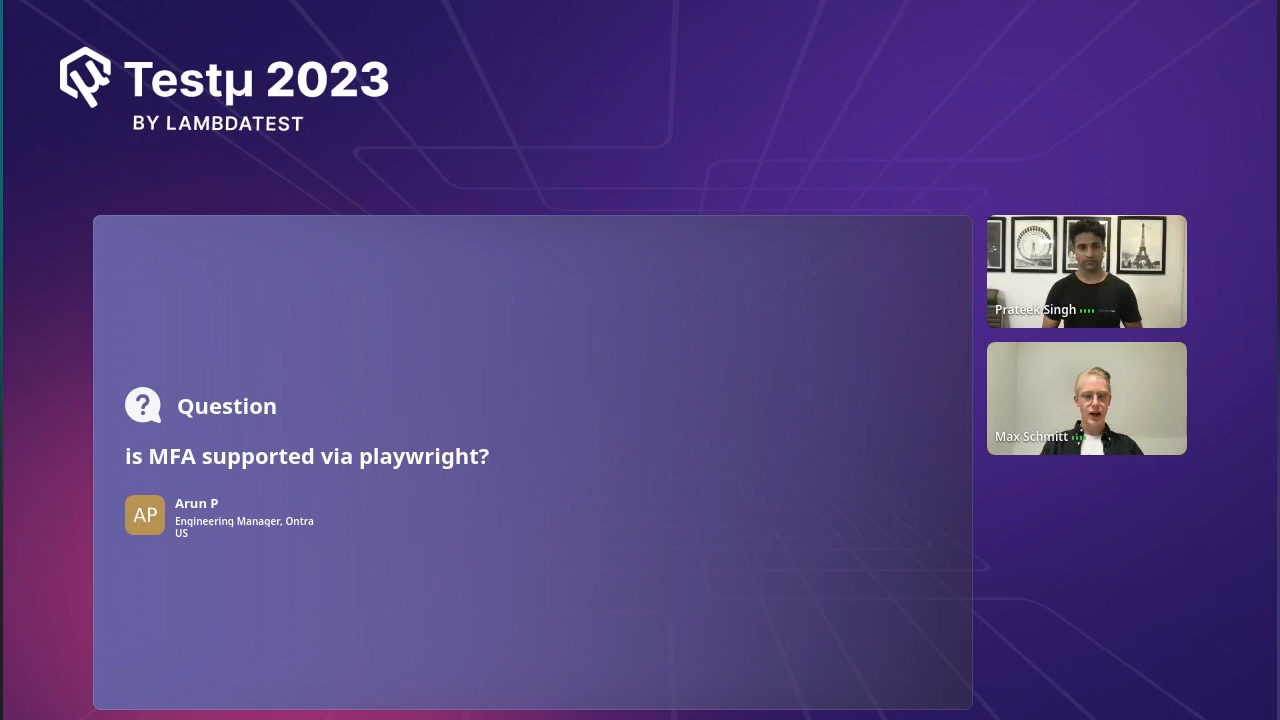 Testμ 2023
BY LAMBDATEST
Question
is MFA supported via playwright?
AP
Arun P
Engineering Manager, Ontra
US
Prateek Singh
Max Schmitt